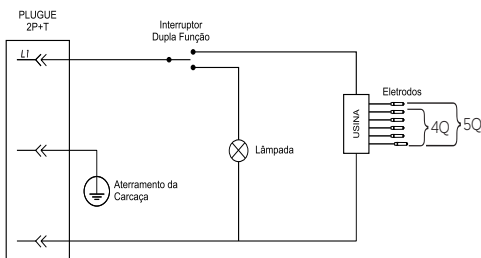 PLUGUE
2P+T
L1
Interruptor
Dupla Função
Eletrodos
USINA
4Q
5Q
Lâmpada
Aterramento da
Carcaça